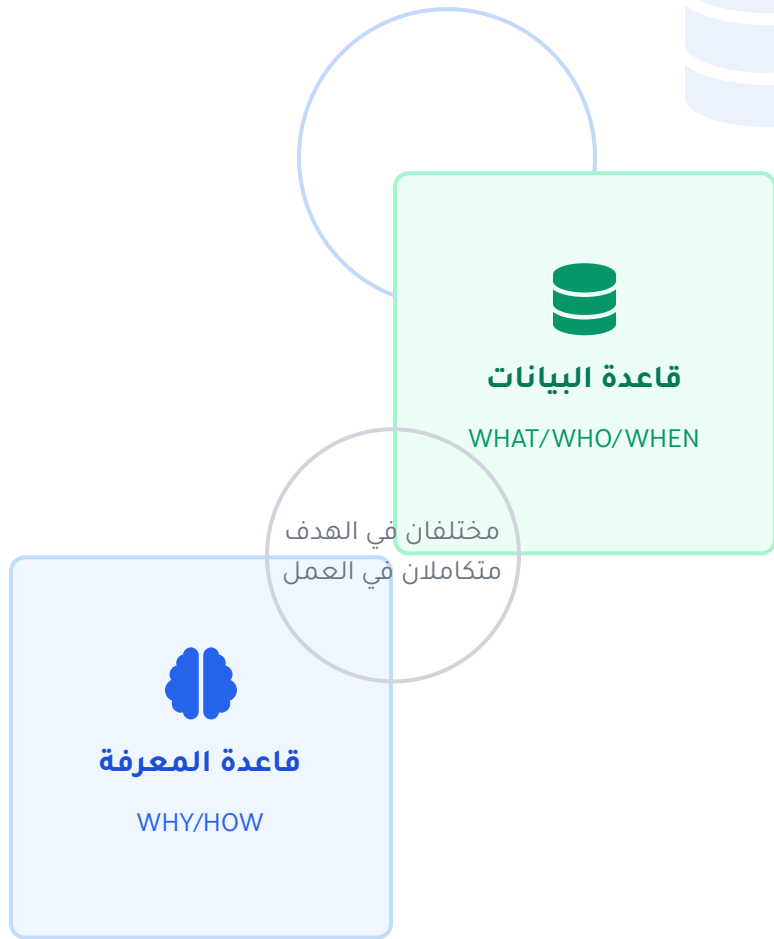 قاعدة البيانات
WHAT/WHO/WHEN
مختلفان في الهدف
متكاملان في العمل
قاعدة المعرفة
WHY/HOW